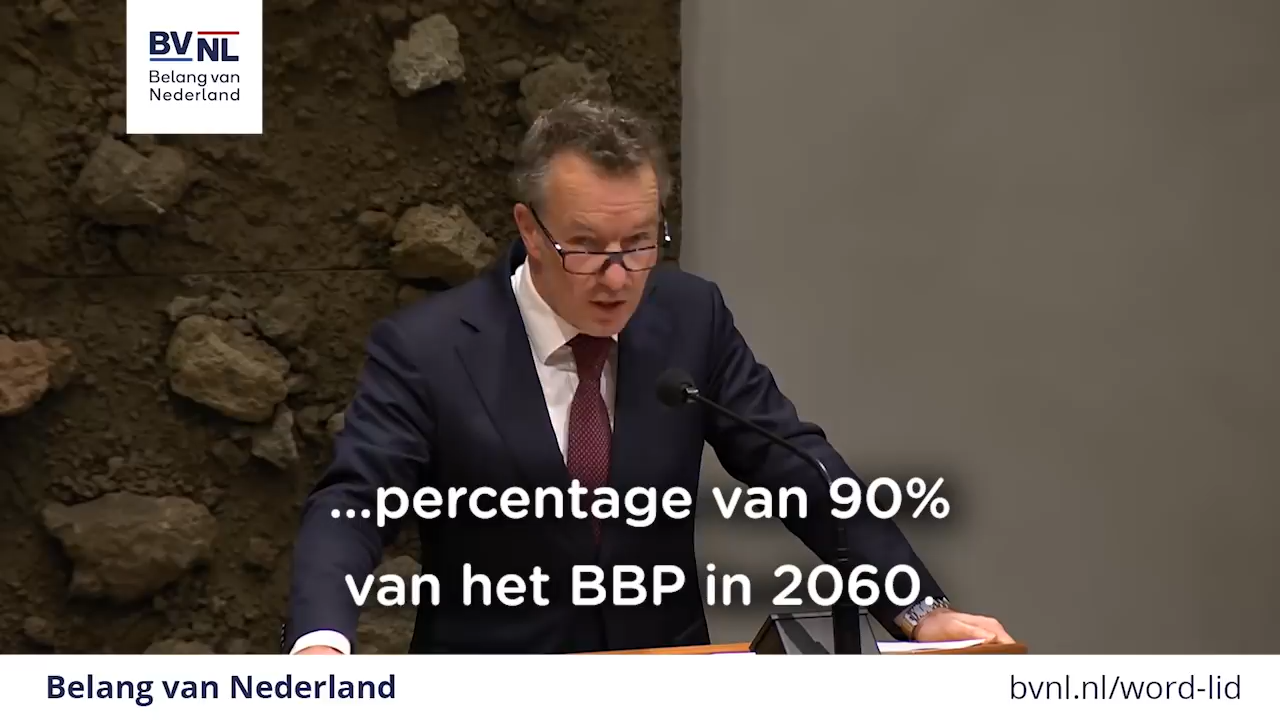 BVNL
Belang van
Nederland
...percentage van 90%
van het BBP in 2060.
Belang van Nederland
bvnl.nl/word-lid